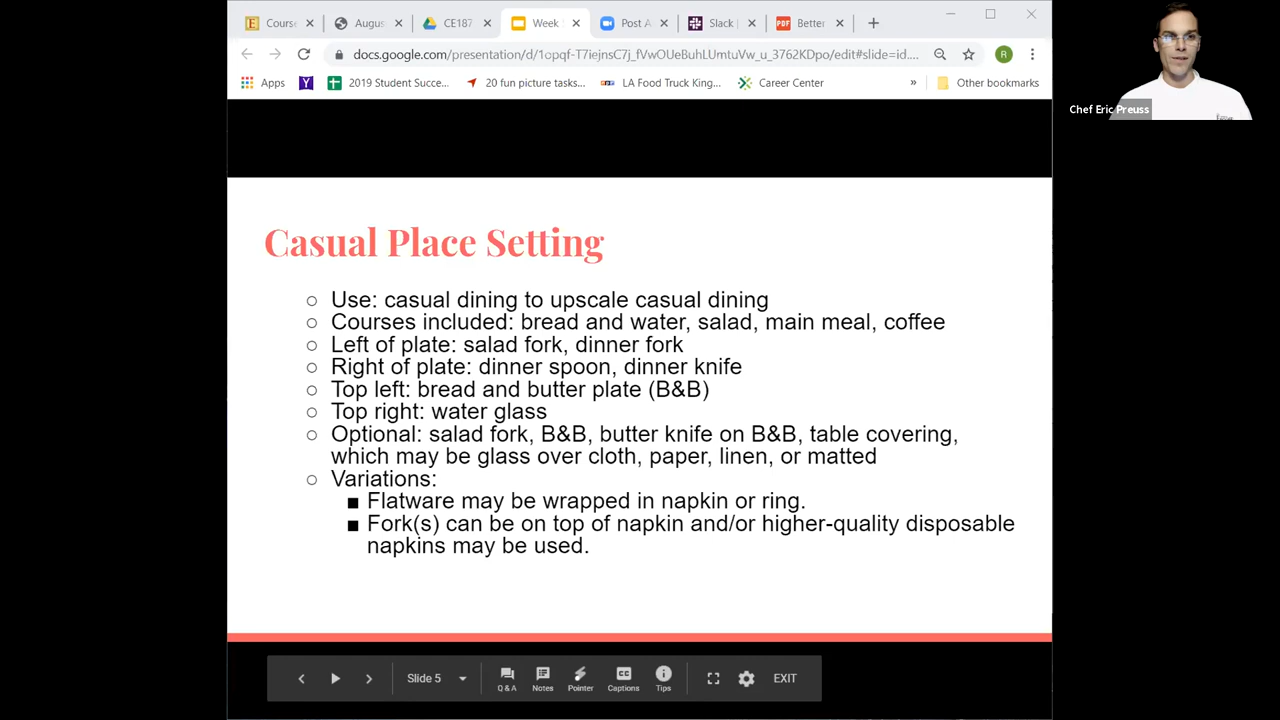 Course
Augus
CE187
Week
Post A
Slack
PDF
Better
docs.google.com/presentation/d/1opqf-T7iejnsC7j_fVwOUeBuhLUmtuVw_u_3762KDpo/edit#slide=id....
R
Apps
2019 Student Succe...
20 fun picture tasks...
LA Food Truck King...
Career Center
»
Other bookmarks
Chef Eric Preuss
Casual Place Setting
○ Use: casual dining to upscale casual dining
○ Courses included: bread and water, salad, main meal, coffee
○ Left of plate: salad fork, dinner fork
○ Right of plate: dinner spoon, dinner knife
○ Top left: bread and butter plate (B&B)
○ Top right: water glass
○ Optional: salad fork, B&B, butter knife on B&B, table covering,
which may be glass over cloth, paper, linen, or matted
○ Variations:
■ Flatware may be wrapped in napkin or ring.
■ Fork(s) can be on top of napkin and/or higher-quality disposable
napkins may be used.
Slide 5
Q & A
Notes
Pointer
CC
Captions
Tips
EXIT